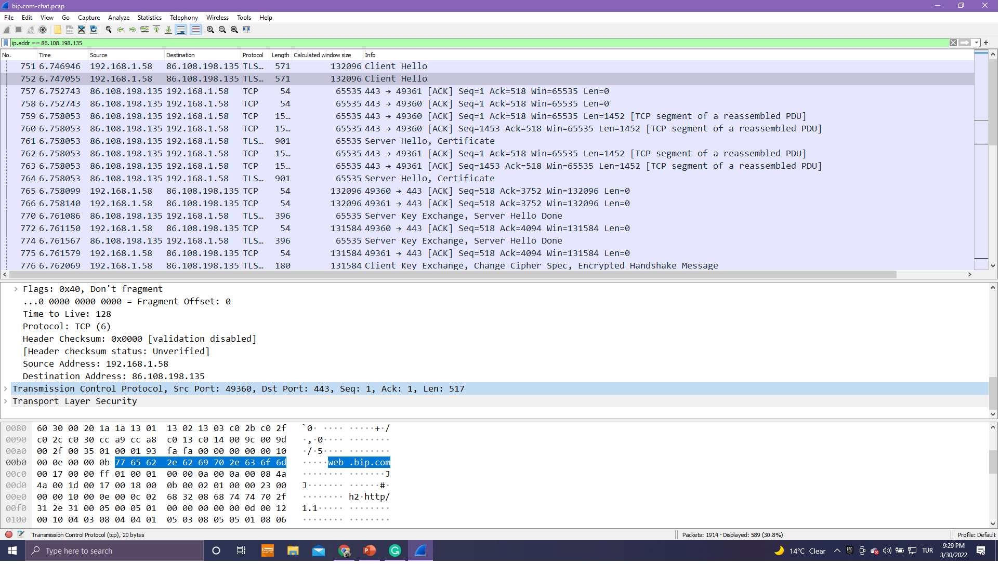 bip.com-chat.pcap
File Edit View Go Capture Analyze Statistics Telephony Wireless Tools Help
ip.addr == 86.108.198.135
No. Time Source Destination Protocol Length Calculated window size Info
751 6.746946 192.168.1.58 86.108.198.135 TLS… 571 132096 Client Hello
752 6.747055 192.168.1.58 86.108.198.135 TLS… 571 132096 Client Hello
757 6.752743 86.108.198.135 192.168.1.58 TCP 54 65535 443 → 49361 [ACK] Seq=1 Ack=518 Win=65535 Len=0
758 6.752743 86.108.198.135 192.168.1.58 TCP 54 65535 443 → 49360 [ACK] Seq=1 Ack=518 Win=65535 Len=0
759 6.758053 86.108.198.135 192.168.1.58 TCP 15… 65535 443 → 49360 [ACK] Seq=1 Ack=518 Win=65535 Len=1452 [TCP segment of a reassembled PDU]
760 6.758053 86.108.198.135 192.168.1.58 TCP 15… 65535 443 → 49360 [ACK] Seq=1453 Ack=518 Win=65535 Len=1452 [TCP segment of a reassembled PDU]
761 6.758053 86.108.198.135 192.168.1.58 TLS… 901 65535 Server Hello, Certificate
762 6.758053 86.108.198.135 192.168.1.58 TCP 15… 65535 443 → 49361 [ACK] Seq=1 Ack=518 Win=65535 Len=1452 [TCP segment of a reassembled PDU]
763 6.758053 86.108.198.135 192.168.1.58 TCP 15… 65535 443 → 49361 [ACK] Seq=1453 Ack=518 Win=65535 Len=1452 [TCP segment of a reassembled PDU]
764 6.758053 86.108.198.135 192.168.1.58 TLS… 901 65535 Server Hello, Certificate
765 6.758099 192.168.1.58 86.108.198.135 TCP 54 132096 49360 → 443 [ACK] Seq=518 Ack=3752 Win=132096 Len=0
766 6.758140 192.168.1.58 86.108.198.135 TCP 54 132096 49361 → 443 [ACK] Seq=518 Ack=3752 Win=132096 Len=0
770 6.761086 86.108.198.135 192.168.1.58 TLS… 396 65535 Server Key Exchange, Server Hello Done
772 6.761150 192.168.1.58 86.108.198.135 TCP 54 131584 49360 → 443 [ACK] Seq=518 Ack=4094 Win=131584 Len=0
774 6.761567 86.108.198.135 192.168.1.58 TLS… 396 65535 Server Key Exchange, Server Hello Done
775 6.761579 192.168.1.58 86.108.198.135 TCP 54 131584 49361 → 443 [ACK] Seq=518 Ack=4094 Win=131584 Len=0
776 6.762069 192.168.1.58 86.108.198.135 TLS… 180 131584 Client Key Exchange, Change Cipher Spec, Encrypted Handshake Message
Flags: 0x40, Don't fragment
...0 0000 0000 0000 = Fragment Offset: 0
Time to Live: 128
Protocol: TCP (6)
Header Checksum: 0x0000 [validation disabled]
[Header checksum status: Unverified]
Source Address: 192.168.1.58
Destination Address: 86.108.198.135
Transmission Control Protocol, Src Port: 49360, Dst Port: 443, Seq: 1, Ack: 1, Len: 517
Transport Layer Security
0080 60 30 00 20 1a 1a 13 01 13 02 13 03 c0 2b c0 2f `0· ···· ·····+·/
0090 c0 2c c0 30 cc a9 cc a8 c0 13 c0 14 00 9c 00 9d ·,·0···· ········
00a0 00 2f 00 35 01 00 01 93 fa fa 00 00 00 00 00 10 ·/·5···· ········
00b0 00 0e 00 00 0b 77 65 62 2e 62 69 70 2e 63 6f 6d ·····web .bip.com
00c0 00 17 00 00 ff 01 00 01 00 00 0a 00 0a 00 08 4a ········ ·······J
00d0 4a 00 1d 00 17 00 18 00 0b 00 02 01 00 00 23 00 J······· ······#·
00e0 00 00 10 00 0e 00 0c 02 68 32 08 68 74 74 70 2f ········ h2·http/
00f0 31 2e 31 00 05 00 05 01 00 00 00 00 00 0d 00 12 1.1····· ········
0100 00 10 04 03 08 04 04 01 05 03 08 05 05 01 08 06 ········ ········
Transmission Control Protocol (tcp), 20 bytes
Packets: 1914 · Displayed: 589 (30.8%)
Profile: Default
Type here to search
14°C Clear
TUR
9:29 PM
3/30/2022